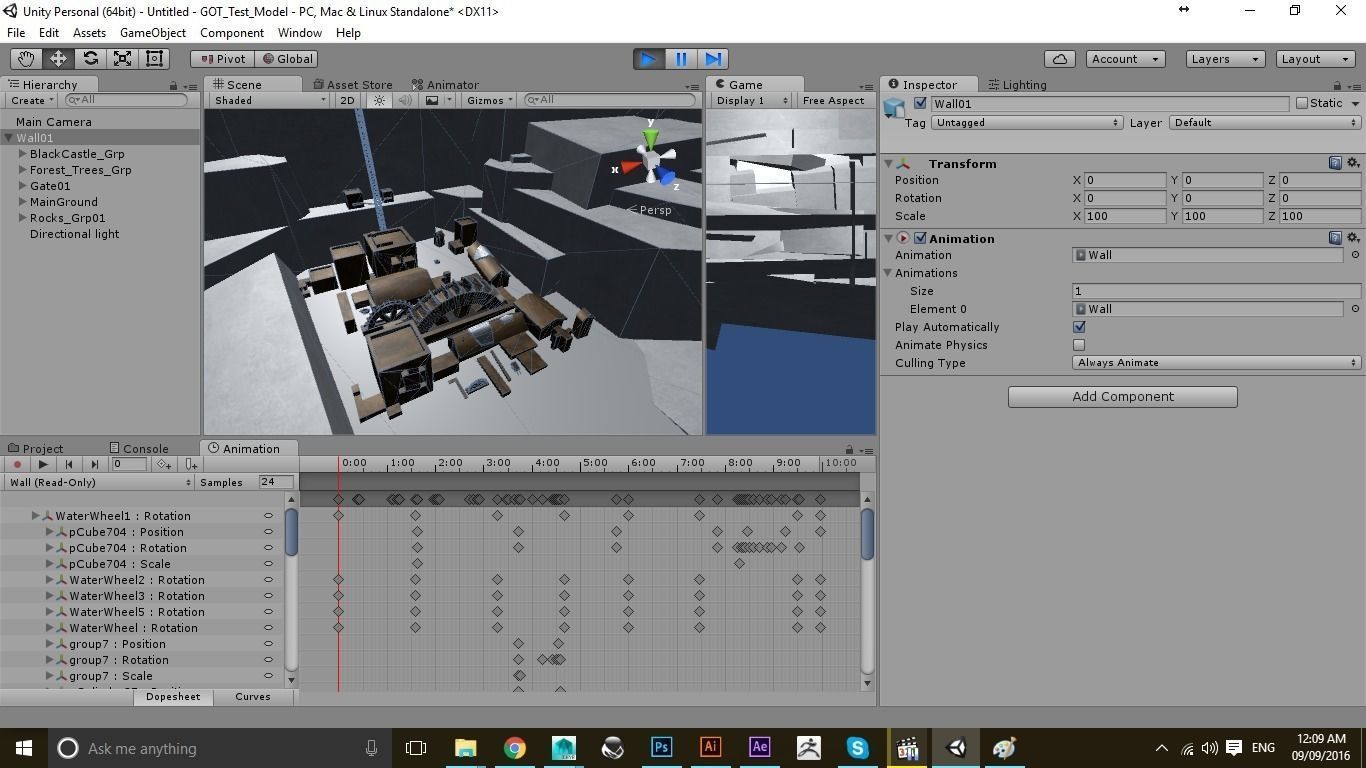 Unity Personal (64bit) - Untitled - GOT_Test_Model - PC, Mac & Linux Standalone* <DX11>
File Edit Assets GameObject Component Window Help
Pivot Global Account Layers Layout
Hierarchy
Create All
Main Camera
Wall01
BlackCastle_Grp
Forest_Trees_Grp
Gate01
MainGround
Rocks_Grp01
Directional light
Scene Asset Store Animator
Shaded 2D Gizmos All
y
x
z
Persp
Game
Display 1 Free Aspect
Inspector Lighting
Wall01 Static
Tag Untagged Layer Default
Transform
Position X 0 Y 0 Z 0
Rotation X 0 Y 0 Z 0
Scale X 100 Y 100 Z 100
Animation
Animation Wall
Animations
Size 1
Element 0 Wall
Play Automatically
Animate Physics
Culling Type Always Animate
Add Component
Project Console Animation
0 0:00 1:00 2:00 3:00 4:00 5:00 6:00 7:00 8:00 9:00 10:00
Wall (Read-Only) Samples 24
WaterWheel1 : Rotation
pCube704 : Position
pCube704 : Rotation
pCube704 : Scale
WaterWheel2 : Rotation
WaterWheel3 : Rotation
WaterWheel5 : Rotation
WaterWheel : Rotation
group7 : Position
group7 : Rotation
group7 : Scale
Dopesheet Curves
Ask me anything
Ps Ai Ae
ENG
12:09 AM
09/09/2016